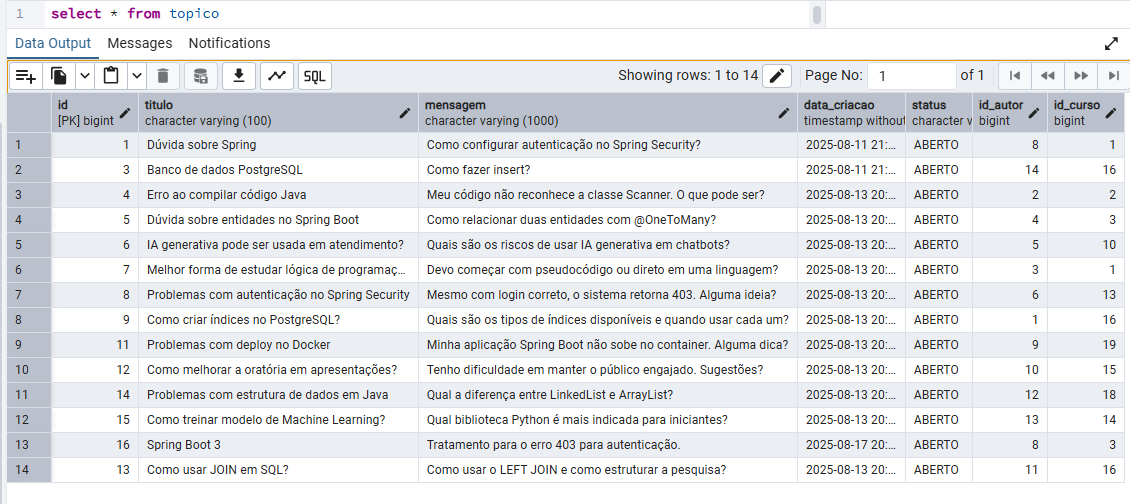 1 select * from topico
Data Output Messages Notifications
SQL Showing rows: 1 to 14 Page No: 1 of 1
id titulo mensagem data_criacao status id_autor id_curso
[PK] bigint character varying (100) character varying (1000) timestamp without character v bigint bigint
1 1 Dúvida sobre Spring Como configurar autenticação no Spring Security? 2025-08-11 21:... ABERTO 8 1
2 3 Banco de dados PostgreSQL Como fazer insert? 2025-08-11 21:... ABERTO 14 16
3 4 Erro ao compilar código Java Meu código não reconhece a classe Scanner. O que pode ser? 2025-08-13 20:... ABERTO 2 2
4 5 Dúvida sobre entidades no Spring Boot Como relacionar duas entidades com @OneToMany? 2025-08-13 20:... ABERTO 4 3
5 6 IA generativa pode ser usada em atendimento? Quais são os riscos de usar IA generativa em chatbots? 2025-08-13 20:... ABERTO 5 10
6 7 Melhor forma de estudar lógica de programaç... Devo começar com pseudocódigo ou direto em uma linguagem? 2025-08-13 20:... ABERTO 3 1
7 8 Problemas com autenticação no Spring Security Mesmo com login correto, o sistema retorna 403. Alguma ideia? 2025-08-13 20:... ABERTO 6 13
8 9 Como criar índices no PostgreSQL? Quais são os tipos de índices disponíveis e quando usar cada um? 2025-08-13 20:... ABERTO 1 16
9 11 Problemas com deploy no Docker Minha aplicação Spring Boot não sobe no container. Alguma dica? 2025-08-13 20:... ABERTO 9 19
10 12 Como melhorar a oratória em apresentações? Tenho dificuldade em manter o público engajado. Sugestões? 2025-08-13 20:... ABERTO 10 15
11 14 Problemas com estrutura de dados em Java Qual a diferença entre LinkedList e ArrayList? 2025-08-13 20:... ABERTO 12 18
12 15 Como treinar modelo de Machine Learning? Qual biblioteca Python é mais indicada para iniciantes? 2025-08-13 20:... ABERTO 13 14
13 16 Spring Boot 3 Tratamento para o erro 403 para autenticação. 2025-08-17 20:... ABERTO 8 3
14 13 Como usar JOIN em SQL? Como usar o LEFT JOIN e como estruturar a pesquisa? 2025-08-13 20:... ABERTO 11 16